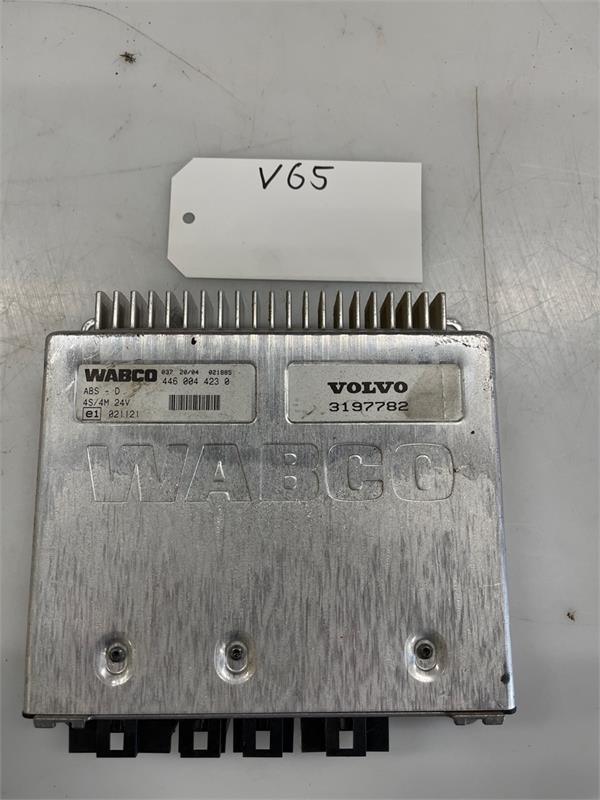 V65
WABCO 037 20/04 021885
446 004 423 0
ABS - D
4S/4M 24V
e1 021121
VOLVO
3197782
WABCO